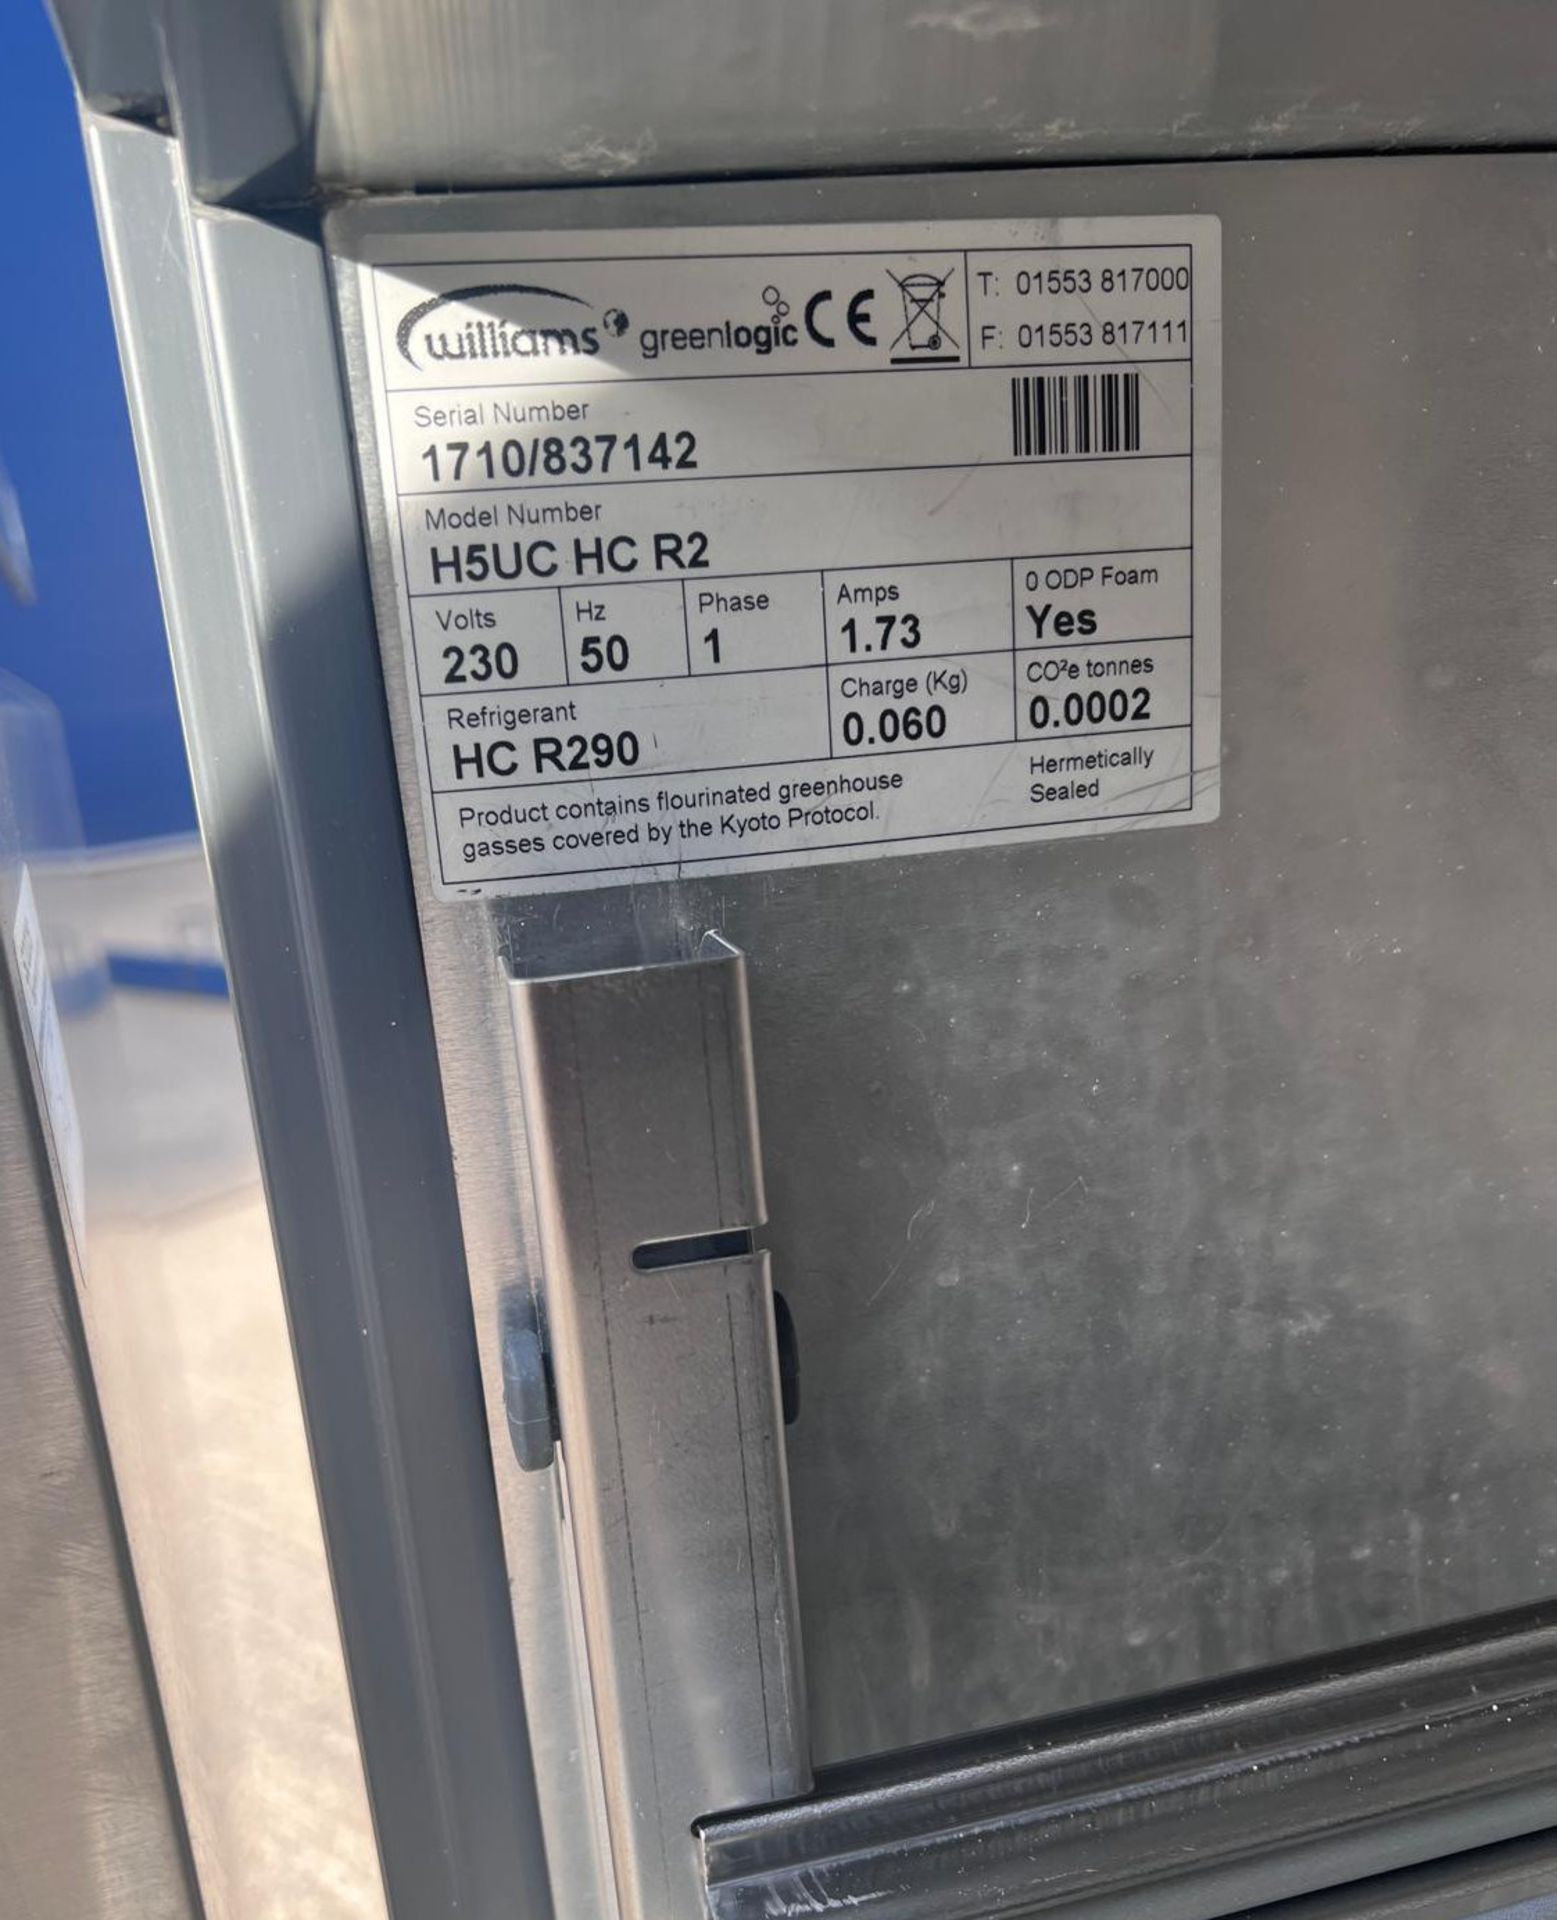 williams greenlogic CE
T: 01553 817000
F: 01553 817111
Serial Number
1710/837142
Model Number
H5UC HC R2
Volts Hz Phase Amps 0 ODP Foam
230 50 1 1.73 Yes
Refrigerant Charge (Kg) CO²e tonnes
HC R290 0.060 0.0002
Product contains flourinated greenhouse
gasses covered by the Kyoto Protocol.
Hermetically
Sealed